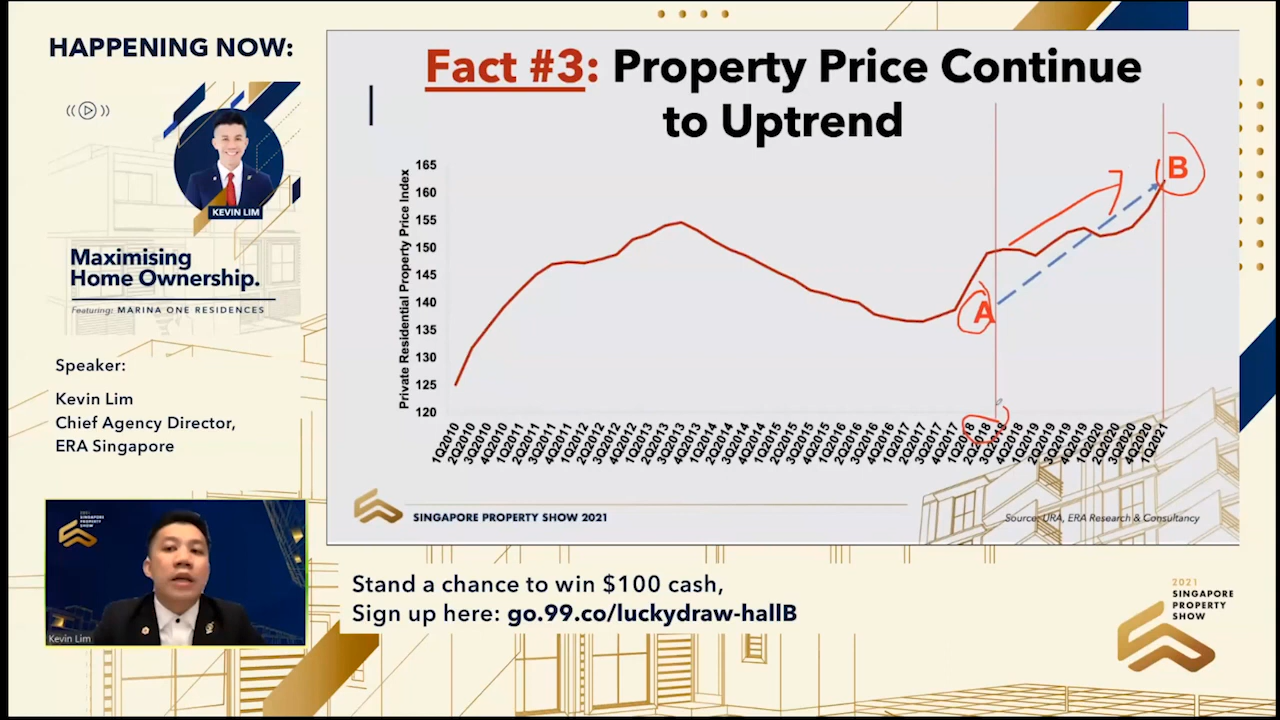 HAPPENING NOW:
KEVIN LIM
Maximising
Home Ownership.
Featuring: MARINA ONE RESIDENCES
Speaker:
Kevin Lim
Chief Agency Director,
ERA Singapore
2021
SINGAPORE
PROPERTY
SHOW
Kevin Lim
Fact #3: Property Price Continue
to Uptrend
Private Residential Property Price Index
165
160
155
150
145
140
135
130
125
120
A
B
1Q2010
2Q2010
3Q2010
4Q2010
1Q2011
2Q2011
3Q2011
4Q2011
1Q2012
2Q2012
3Q2012
4Q2012
1Q2013
2Q2013
3Q2013
4Q2013
1Q2014
2Q2014
3Q2014
4Q2014
1Q2015
2Q2015
3Q2015
4Q2015
1Q2016
2Q2016
3Q2016
4Q2016
1Q2017
2Q2017
3Q2017
4Q2017
1Q2018
2Q2018
3Q2018
4Q2018
1Q2019
2Q2019
3Q2019
4Q2019
1Q2020
2Q2020
3Q2020
4Q2020
1Q2021
SINGAPORE PROPERTY SHOW 2021
Source: URA, ERA Research & Consultancy
Stand a chance to win $100 cash,
Sign up here: go.99.co/luckydraw-hallB
2021
SINGAPORE
PROPERTY
SHOW